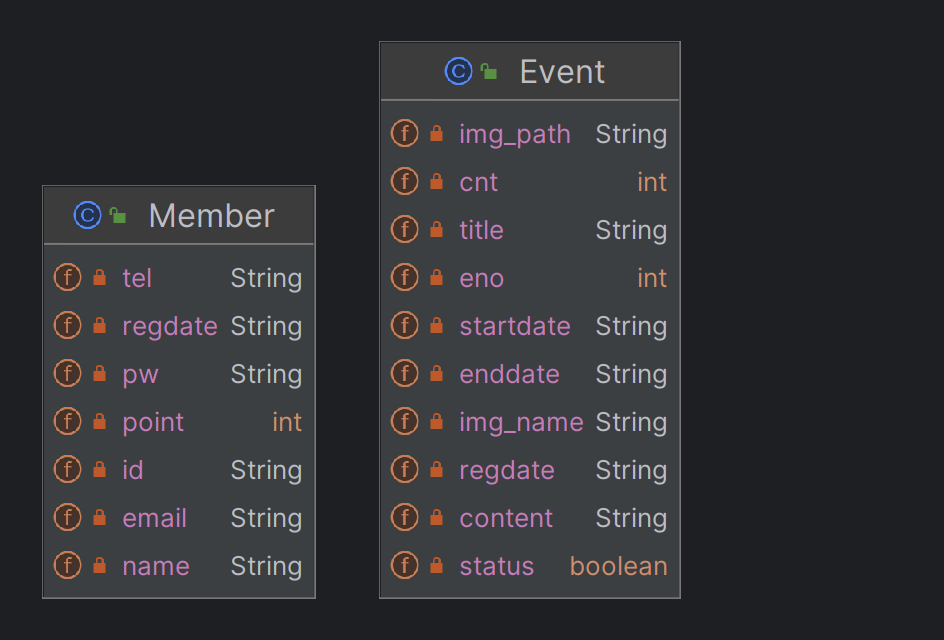 Member
tel String
regdate String
pw String
point int
id String
email String
name String
Event
img_path String
cnt int
title String
eno int
startdate String
enddate String
img_name String
regdate String
content String
status boolean